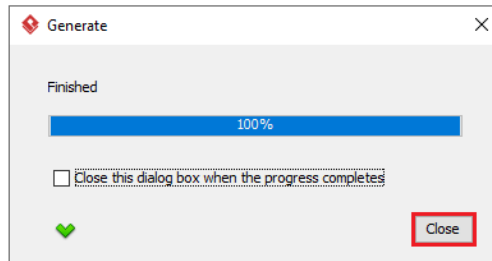 Generate
Finished
100%
Close this dialog box when the progress completes
Close